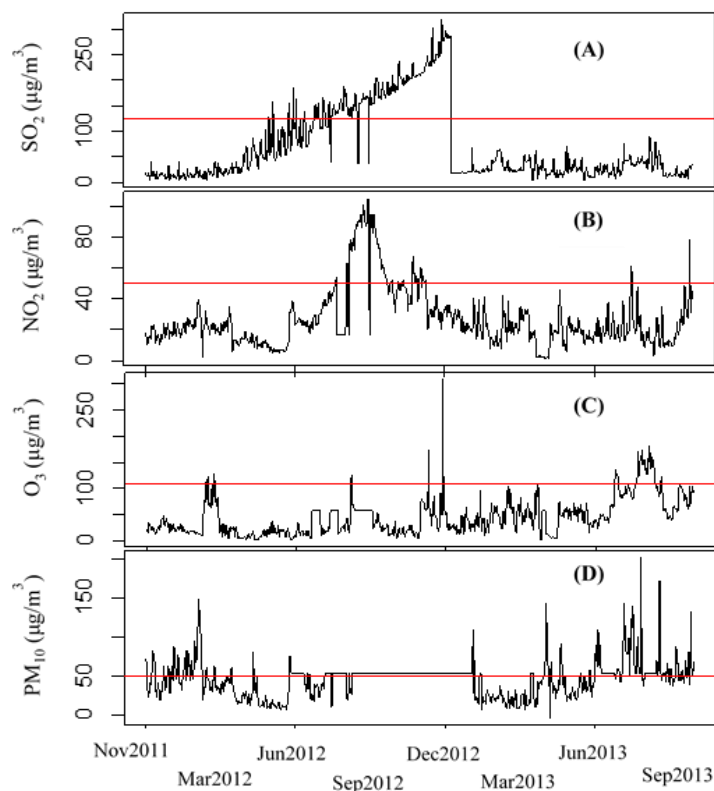 (A)
SO2 (µg/m3)
0
100
250
(B)
NO2 (µg/m3)
0
40
80
(C)
O3 (µg/m3)
0
100
250
(D)
PM10 (µg/m3)
0
50
150
Nov2011 Jun2012 Dec2012 Jun2013
Mar2012 Sep2012 Mar2013 Sep2013